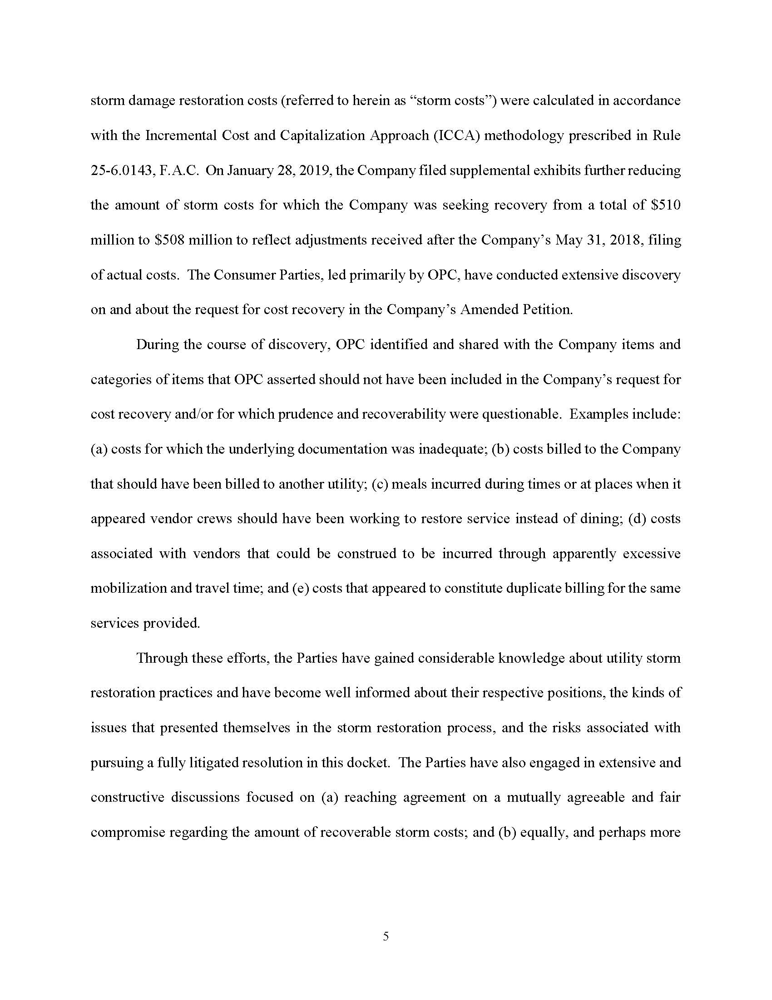 storm damage restoration costs (referred to herein as “storm costs”) were calculated in accordance
with the Incremental Cost and Capitalization Approach (ICCA) methodology prescribed in Rule
25-6.0143, F.A.C.  On January 28, 2019, the Company filed supplemental exhibits further reducing
the amount of storm costs for which the Company was seeking recovery from a total of $510
million to $508 million to reflect adjustments received after the Company’s May 31, 2018, filing
of actual costs.  The Consumer Parties, led primarily by OPC, have conducted extensive discovery
on and about the request for cost recovery in the Company’s Amended Petition.
During the course of discovery, OPC identified and shared with the Company items and
categories of items that OPC asserted should not have been included in the Company’s request for
cost recovery and/or for which prudence and recoverability were questionable.  Examples include:
(a) costs for which the underlying documentation was inadequate; (b) costs billed to the Company
that should have been billed to another utility; (c) meals incurred during times or at places when it
appeared vendor crews should have been working to restore service instead of dining; (d) costs
associated with vendors that could be construed to be incurred through apparently excessive
mobilization and travel time; and (e) costs that appeared to constitute duplicate billing for the same
services provided.
Through these efforts, the Parties have gained considerable knowledge about utility storm
restoration practices and have become well informed about their respective positions, the kinds of
issues that presented themselves in the storm restoration process, and the risks associated with
pursuing a fully litigated resolution in this docket.  The Parties have also engaged in extensive and
constructive discussions focused on (a) reaching agreement on a mutually agreeable and fair
compromise regarding the amount of recoverable storm costs; and (b) equally, and perhaps more
5